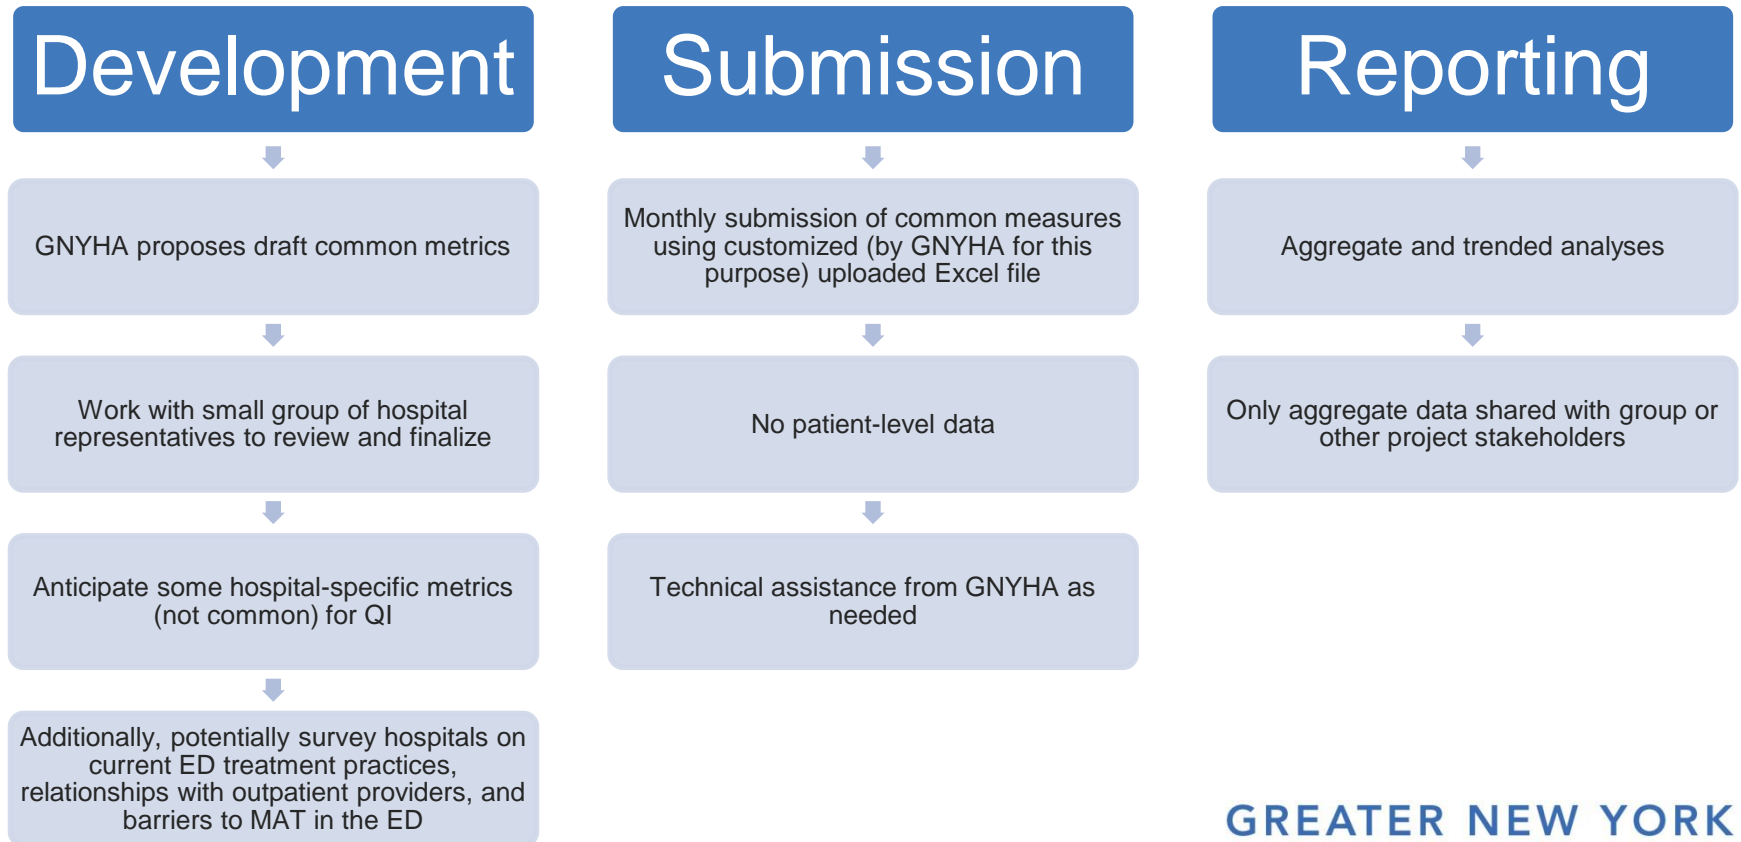 Development
GNYHA proposes draft common metrics
Work with small group of hospital
representatives to review and finalize
Anticipate some hospital-specific metrics
(not common) for QI
Additionally, potentially survey hospitals on
current ED treatment practices,
relationships with outpatient providers, and
barriers to MAT in the ED
Submission
Monthly submission of common measures
using customized (by GNYHA for this
purpose) uploaded Excel file
No patient-level data
Technical assistance from GNYHA as
needed
Reporting
Aggregate and trended analyses
Only aggregate data shared with group or
other project stakeholders
GREATER NEW YORK